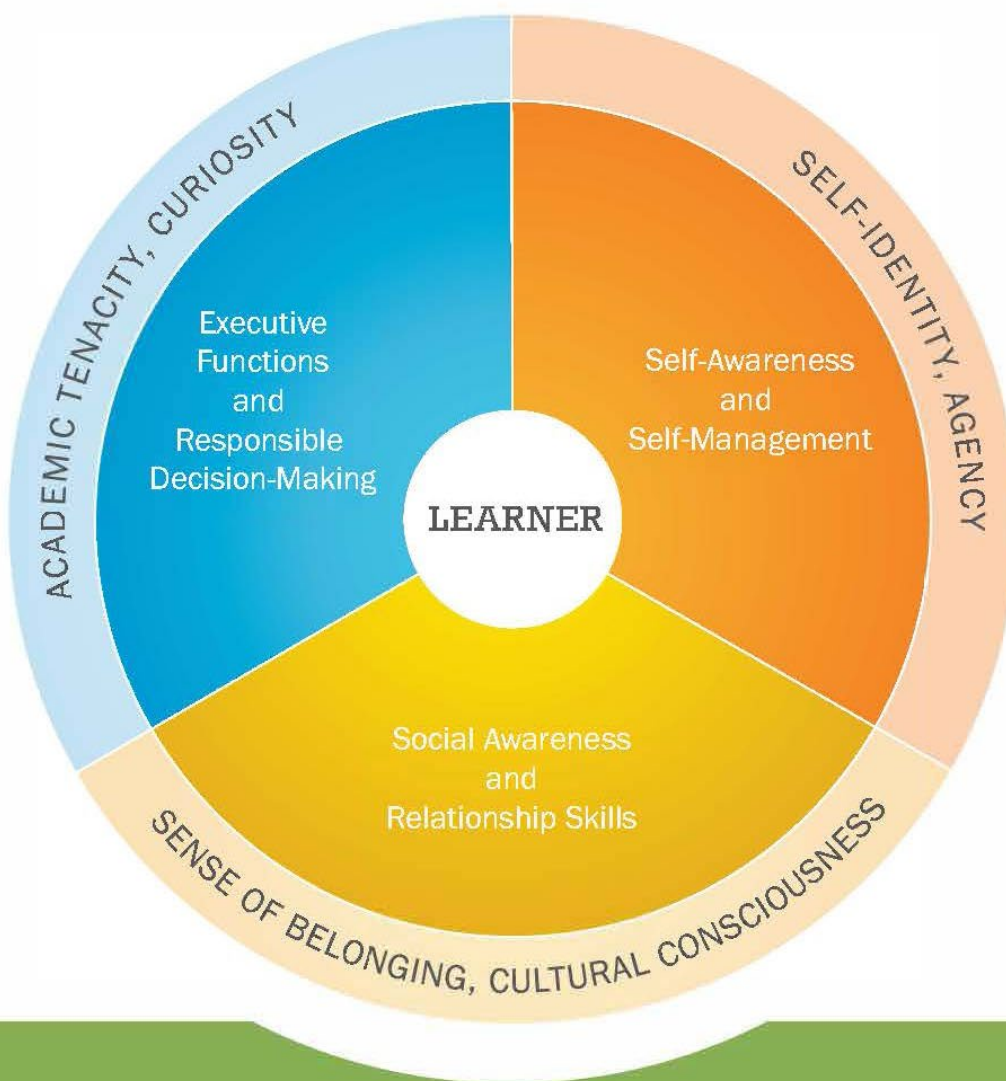 ACADEMIC TENACITY, CURIOSITY
SELF-IDENTITY, AGENCY
Executive
Functions
and
Responsible
Decision-Making
Self-Awareness
and
Self-Management
LEARNER
Social Awareness
and
Relationship Skills
SENSE OF BELONGING, CULTURAL CONSCIOUSNESS